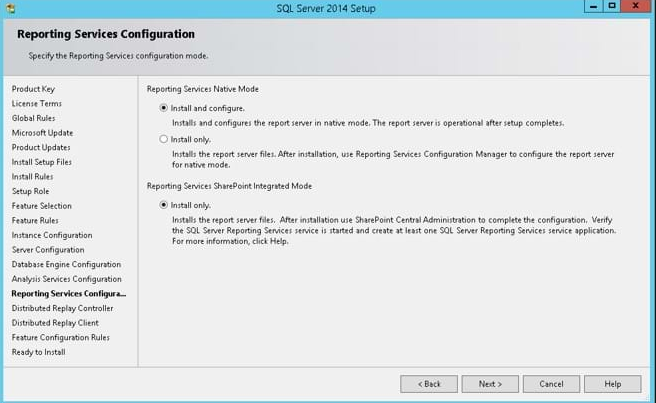 SQL Server 2014 Setup
Reporting Services Configuration
Specify the Reporting Services configuration mode.
Product Key
License Terms
Global Rules
Microsoft Update
Product Updates
Install Setup Files
Install Rules
Setup Role
Feature Selection
Feature Rules
Instance Configuration
Server Configuration
Database Engine Configuration
Analysis Services Configuration
Reporting Services Configura...
Distributed Replay Controller
Distributed Replay Client
Feature Configuration Rules
Ready to Install
Reporting Services Native Mode
Install and configure.
Installs and configures the report server in native mode. The report server is operational after setup completes.
Install only.
Installs the report server files. After installation, use Reporting Services Configuration Manager to configure the report server
for native mode.
Reporting Services SharePoint Integrated Mode
Install only.
Installs the report server files.  After installation use SharePoint Central Administration to complete the configuration.  Verify
the SQL Server Reporting Services service is started and create at least one SQL Server Reporting Services service application.
For more information, click Help.
< Back
Next >
Cancel
Help